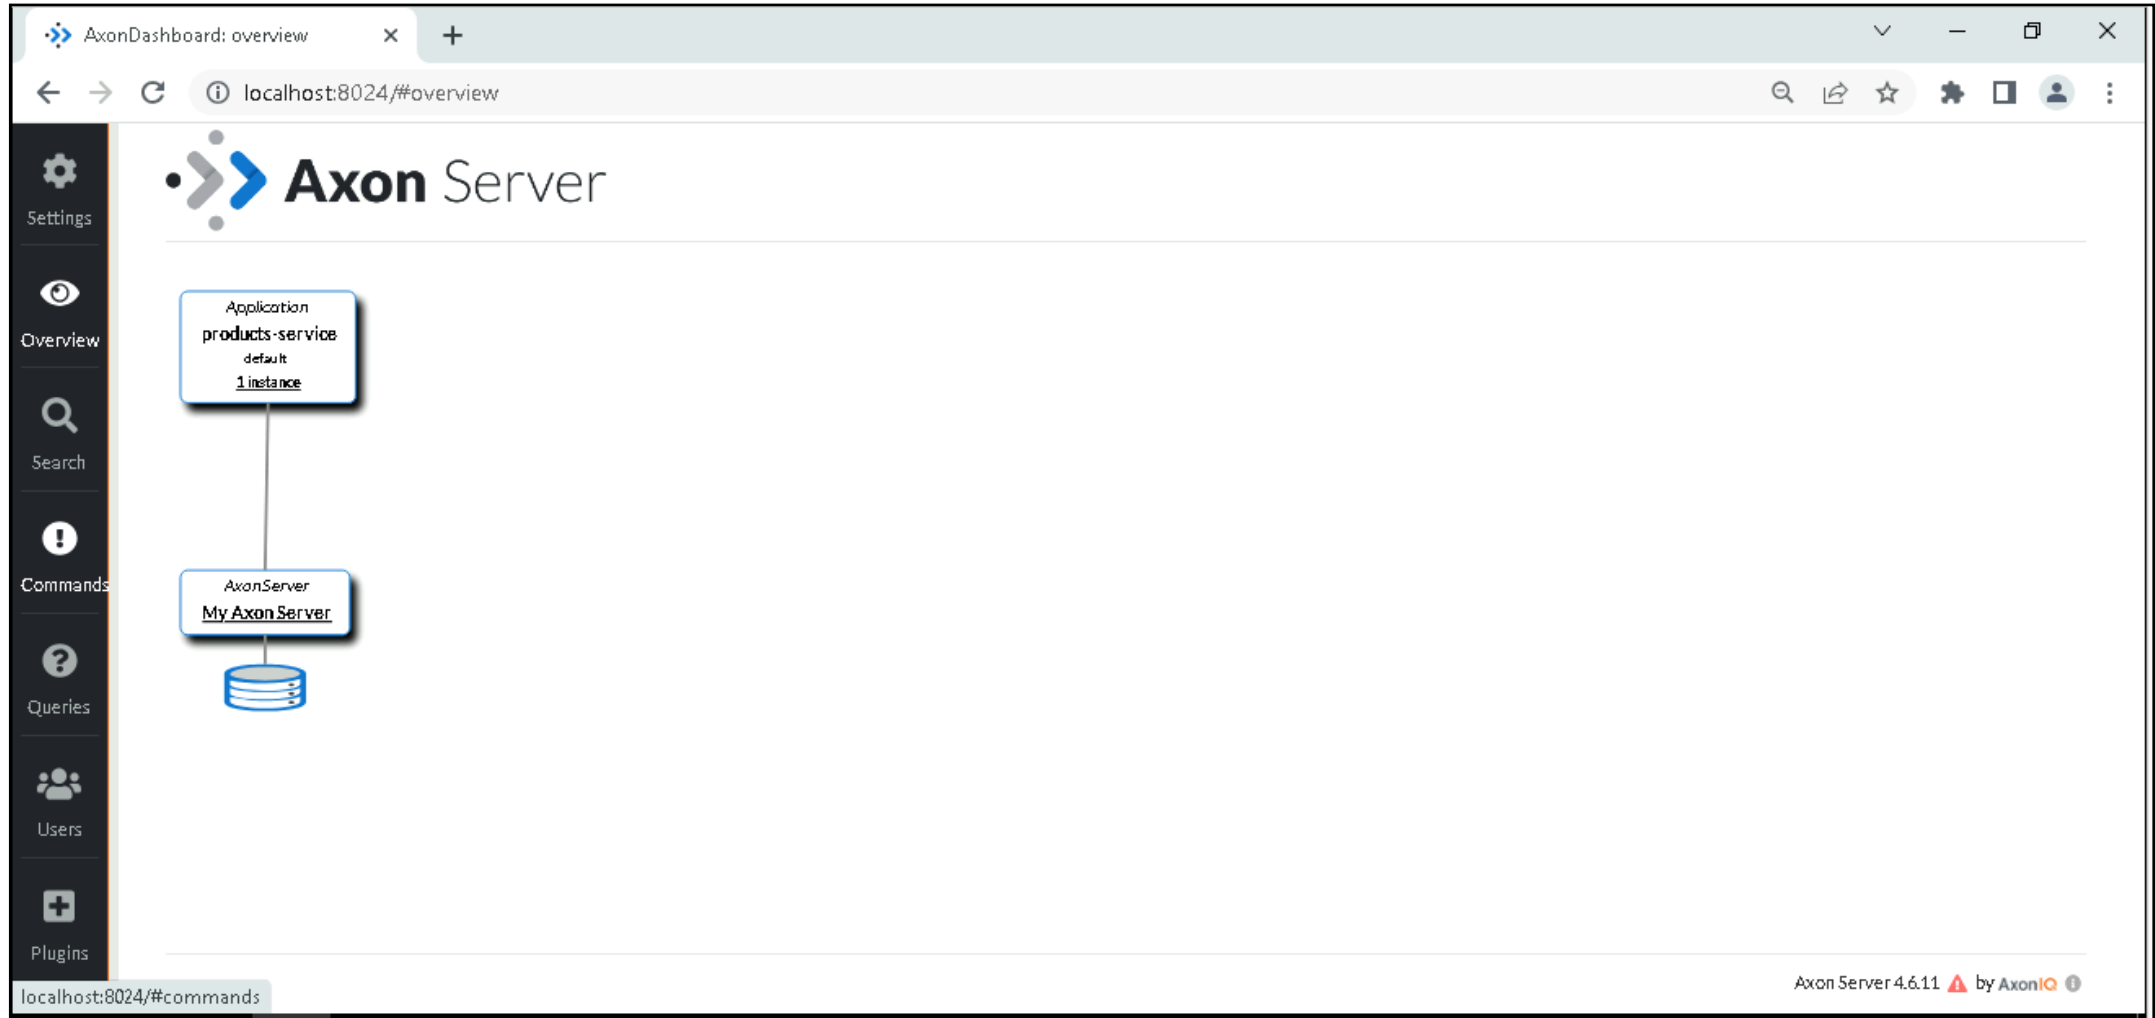 AxonDashboard: overview
localhost:8024/#overview
Settings
Overview
Search
Commands
Queries
Users
Plugins
Axon Server
Application
products-service
default
1 instance
AxonServer
My Axon Server
localhost:8024/#commands
Axon Server 4.6.11 by AxonIQ